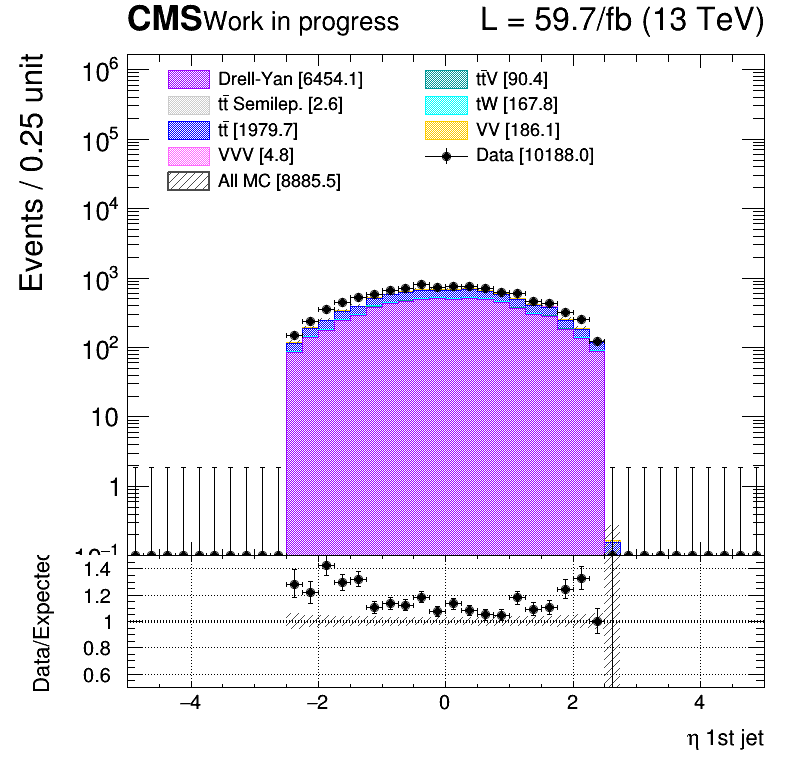 CMS Work in progress L = 59.7/fb (13 TeV)
Events / 0.25 unit
10⁶
10⁵
10⁴
10³
10²
10
1
10⁻¹
Drell-Yan [6454.1]
tt̄ Semilep. [2.6]
tt̄ [1979.7]
VVV [4.8]
All MC [8885.5]
tt̄V [90.4]
tW [167.8]
VV [186.1]
Data [10188.0]
Data/Expected
1.4
1.2
1
0.8
0.6
−4 −2 0 2 4
η 1st jet